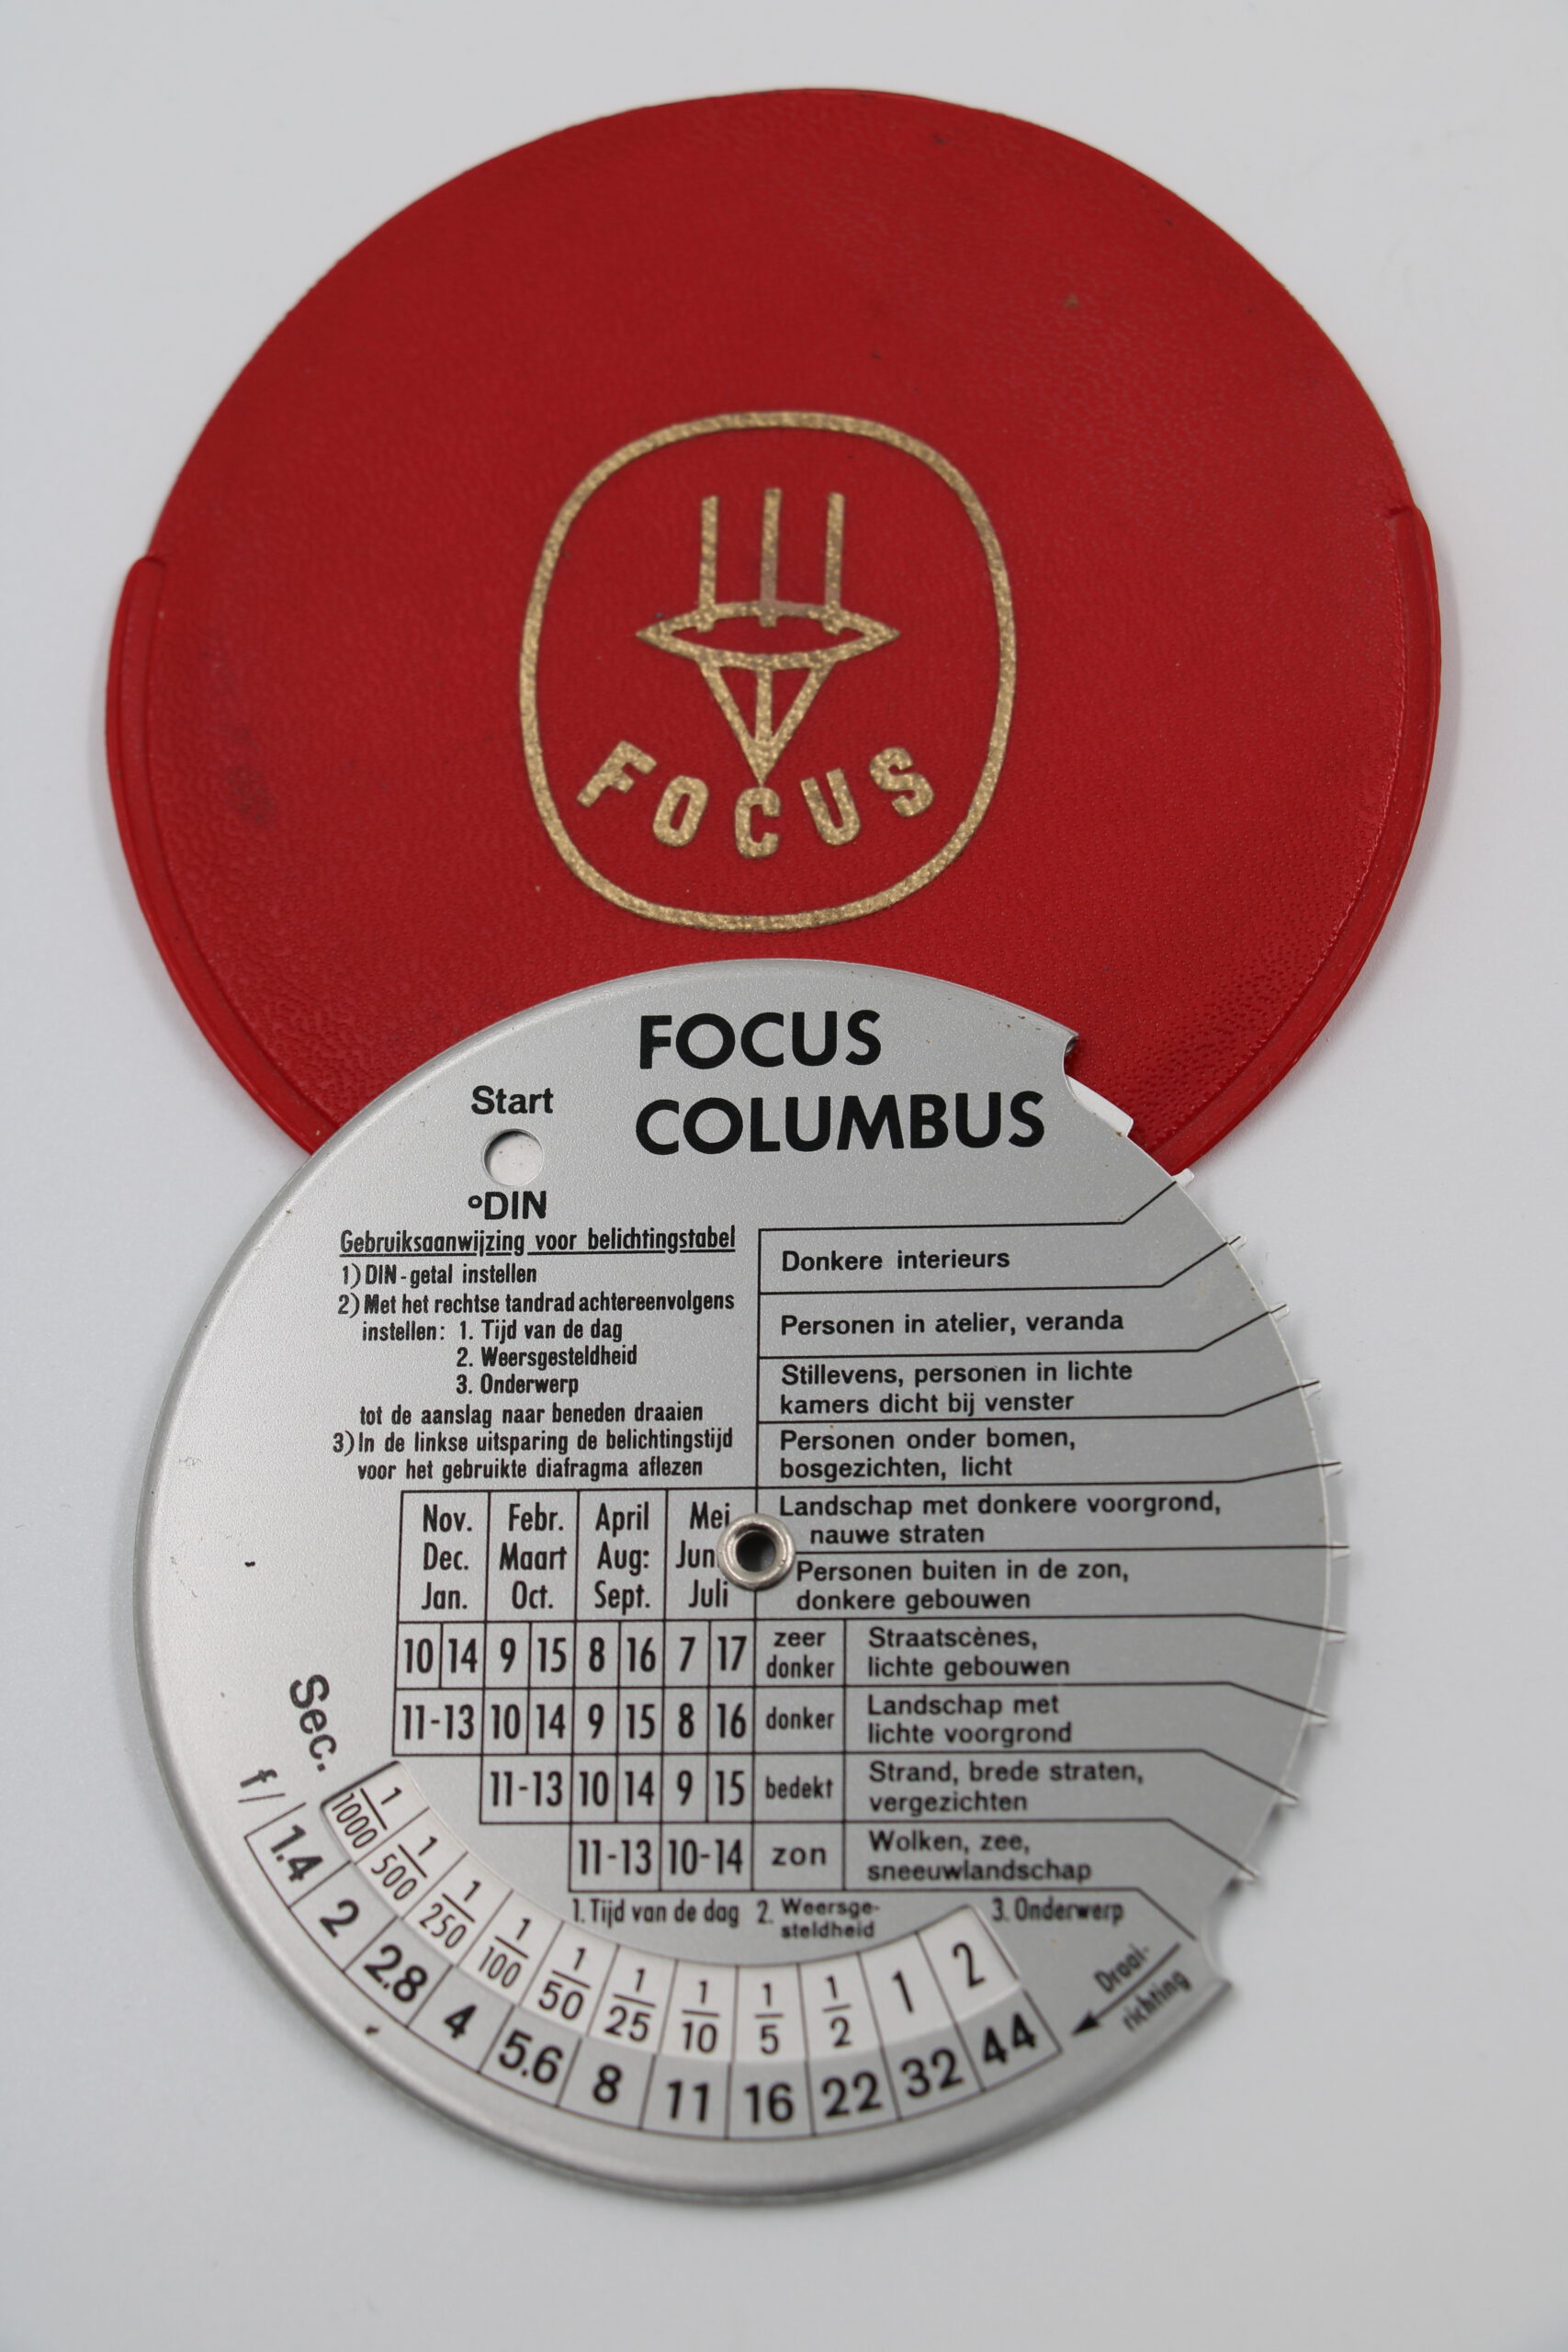 FOCUS
FOCUS
COLUMBUS
Start
°DIN
Gebruiksaanwijzing voor belichtingstabel
1) DIN-getal instellen
2) Met het rechtse tandrad achtereenvolgens
instellen: 1. Tijd van de dag
2. Weersgesteldheid
3. Onderwerp
tot de aanslag naar beneden draaien
3) In de linkse uitsparing de belichtingstijd
voor het gebruikte diafragma aflezen
Donkere interieurs
Personen in atelier, veranda
Stillevens, personen in lichte
kamers dicht bij venster
Personen onder bomen,
bosgezichten, licht
Landschap met donkere voorgrond,
nauwe straten
Personen buiten in de zon,
donkere gebouwen
Nov. Febr. April Mei
Dec. Maart Aug: Jun
Jan. Oct. Sept. Juli
10 14 9 15 8 16 7 17 zeer donker
Straatscènes,
lichte gebouwen
11-13 10 14 9 15 8 16 donker
Landschap met
lichte voorgrond
11-13 10 14 9 15 bedekt
Strand, brede straten,
vergezichten
11-13 10-14 zon
Wolken, zee,
sneeuwlandschap
1. Tijd van de dag 2. Weersge-
steldheid
3. Onderwerp
Draai-
richting
Sec. 1/1000 1/500 1/250 1/100 1/50 1/25 1/10 1/5 1/2 1 2
f/ 1.4 2 2.8 4 5.6 8 11 16 22 32 44